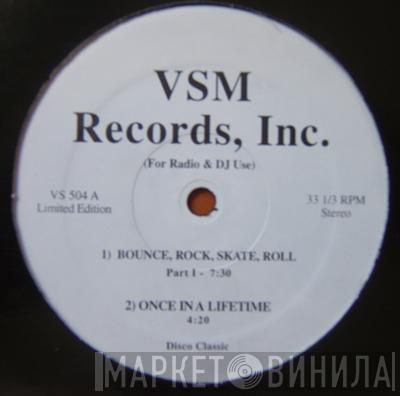 VSM
Records, Inc.
(For Radio & DJ Use)
VS 504 A
Limited Edition
33 1/3 RPM
Stereo
1) BOUNCE, ROCK, SKATE, ROLL
Part I - 7:30
2) ONCE IN A LIFETIME
4:20
Disco Classic
МАРКЕТ ВИНИЛА